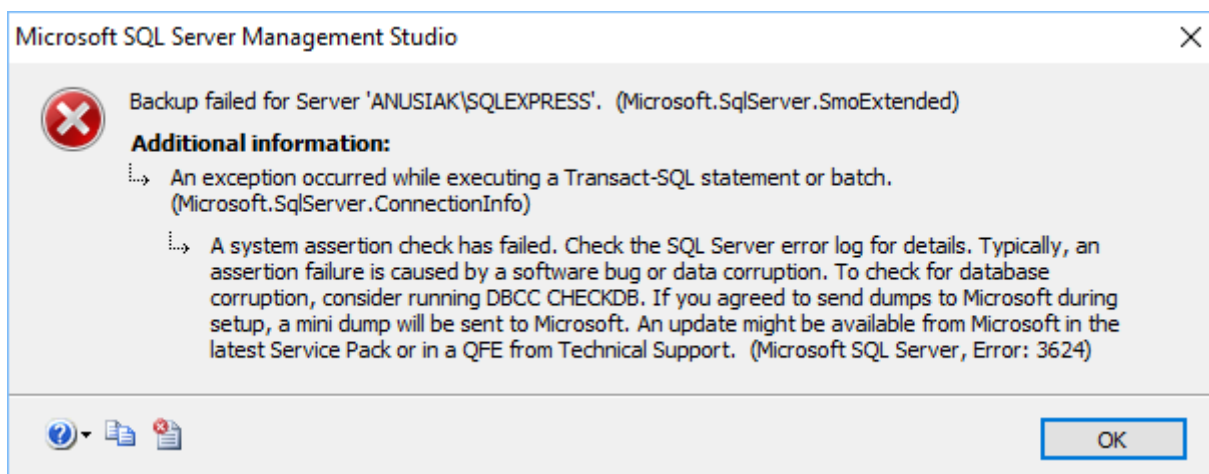 Microsoft SQL Server Management Studio
Backup failed for Server 'ANUSIAK\SQLEXPRESS'. (Microsoft.SqlServer.SmoExtended)
Additional information:
An exception occurred while executing a Transact-SQL statement or batch.
(Microsoft.SqlServer.ConnectionInfo)
A system assertion check has failed. Check the SQL Server error log for details. Typically, an
assertion failure is caused by a software bug or data corruption. To check for database
corruption, consider running DBCC CHECKDB. If you agreed to send dumps to Microsoft during
setup, a mini dump will be sent to Microsoft. An update might be available from Microsoft in the
latest Service Pack or in a QFE from Technical Support. (Microsoft SQL Server, Error: 3624)
OK